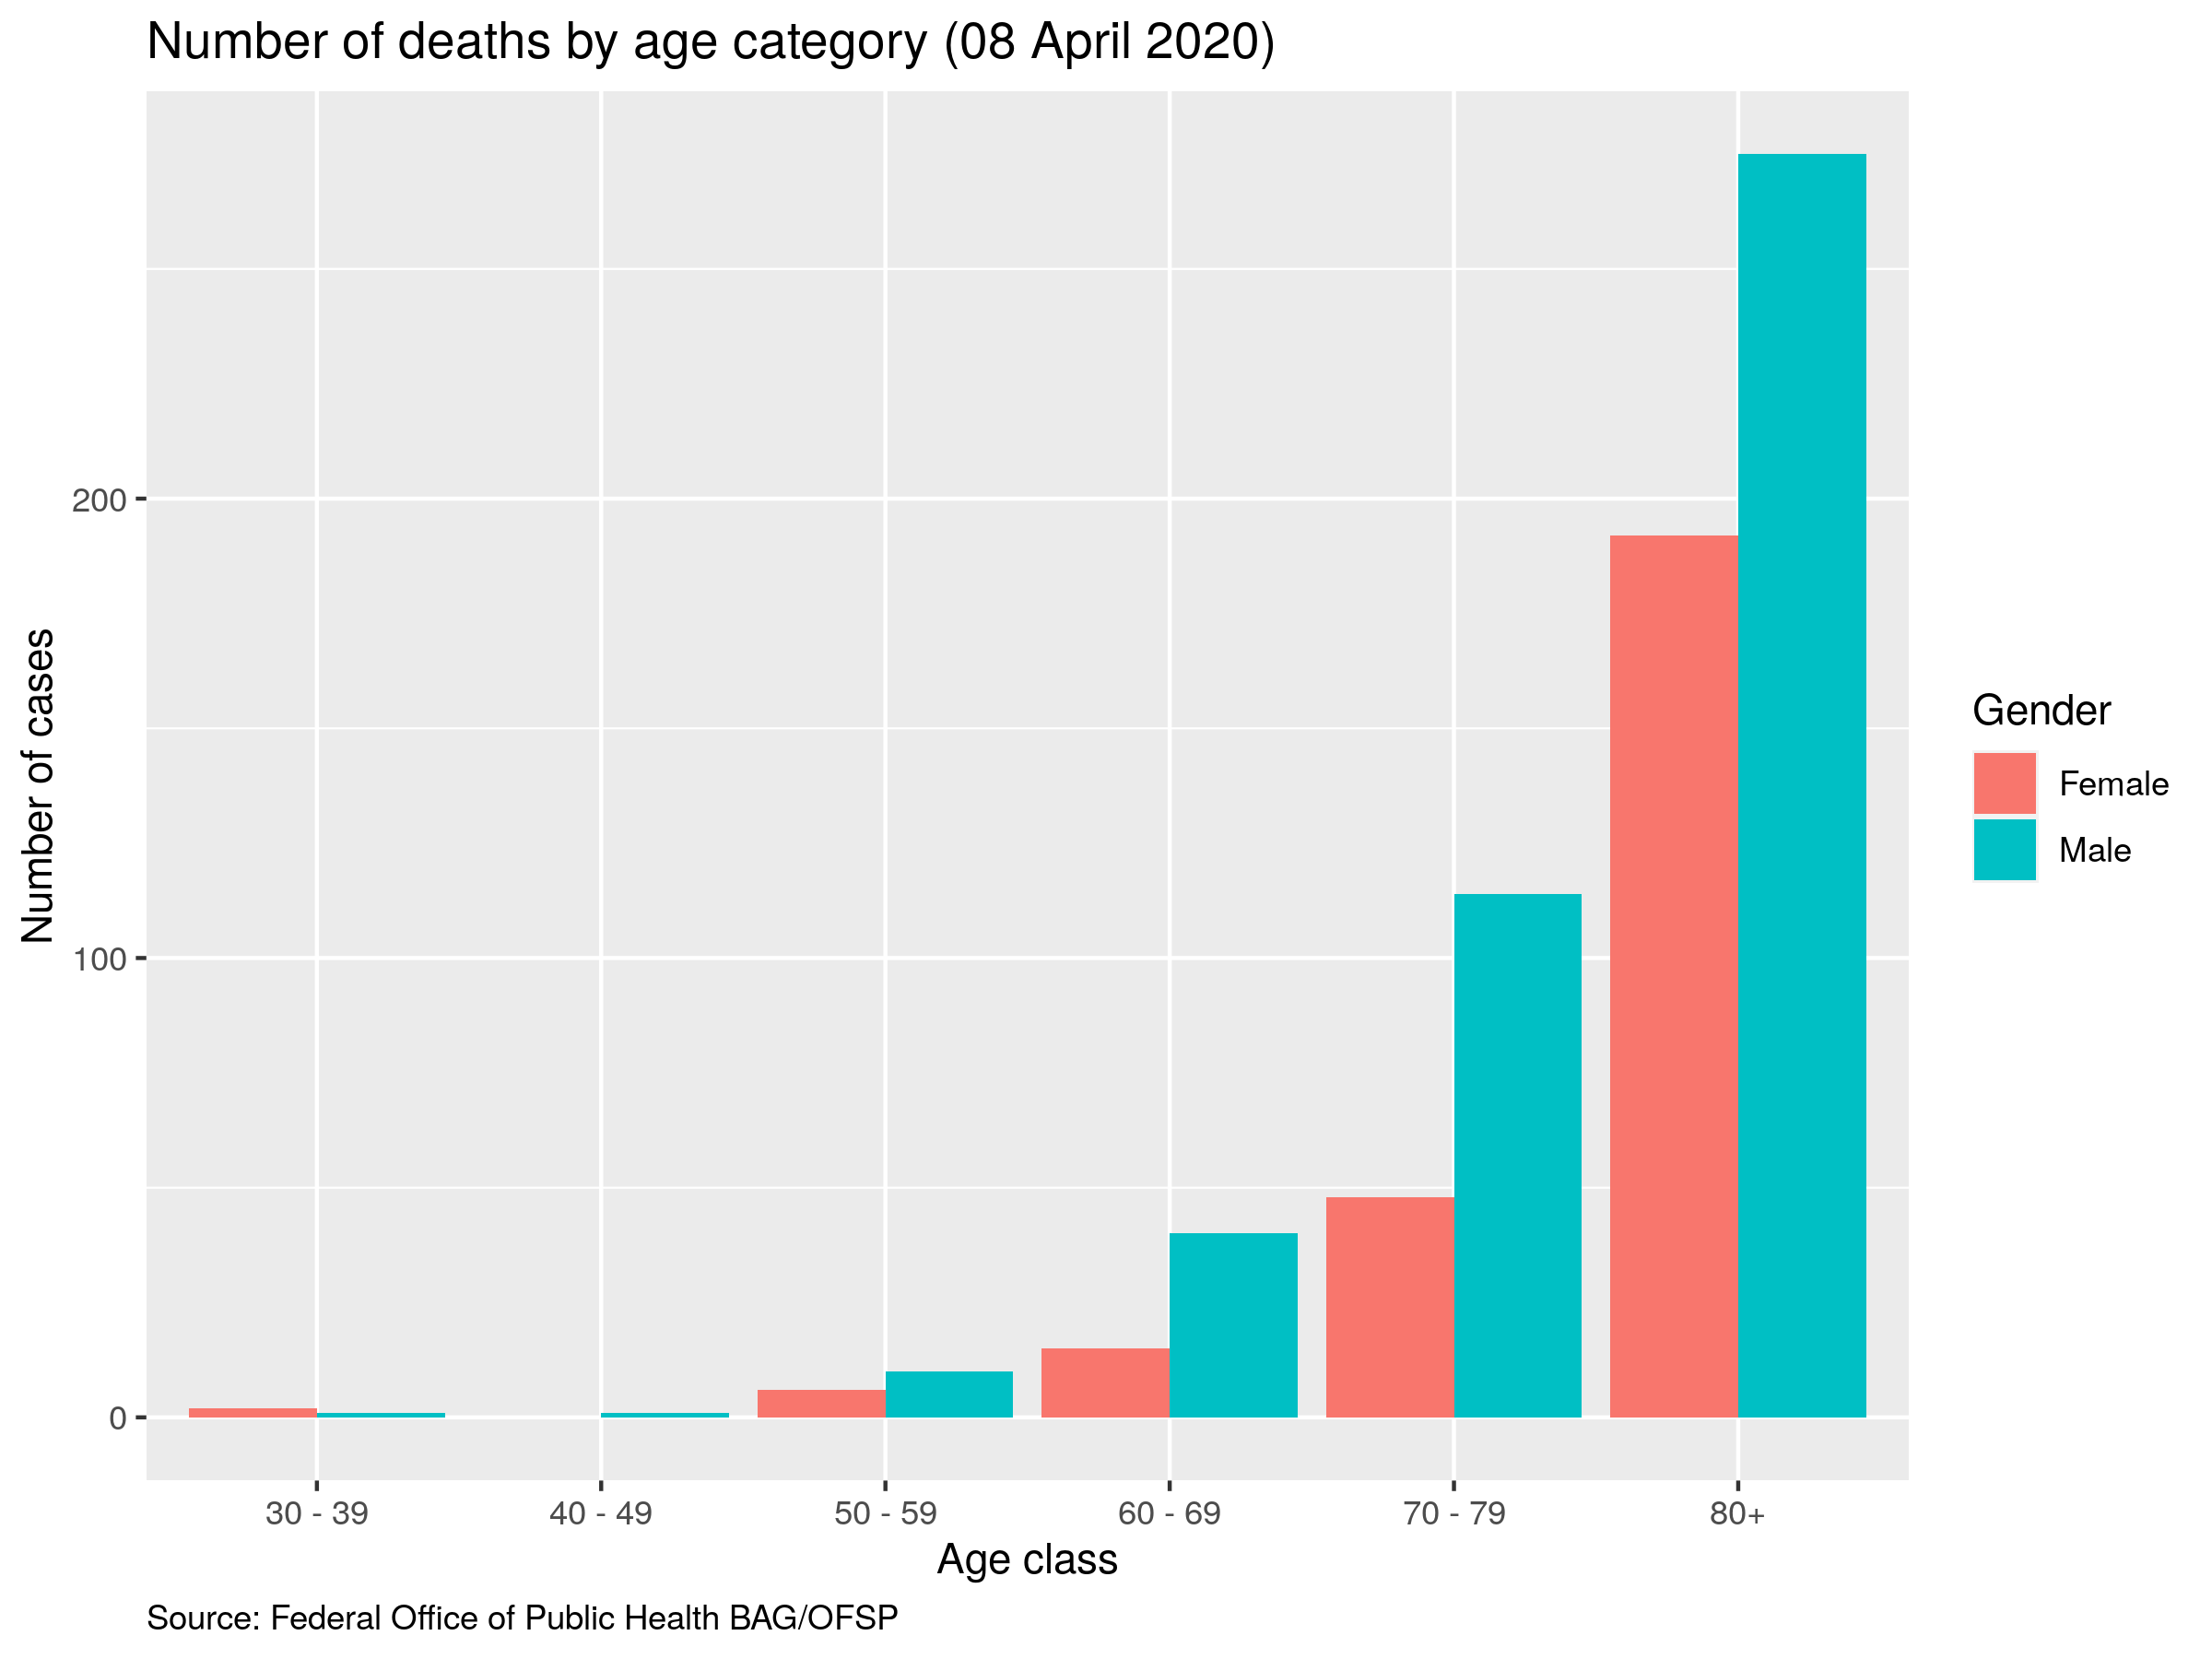 Number of deaths by age category (08 April 2020)
Number of cases
200
100
0
30 - 39
40 - 49
50 - 59
60 - 69
70 - 79
80+
Age class
Gender
Female
Male
Source: Federal Office of Public Health BAG/OFSP